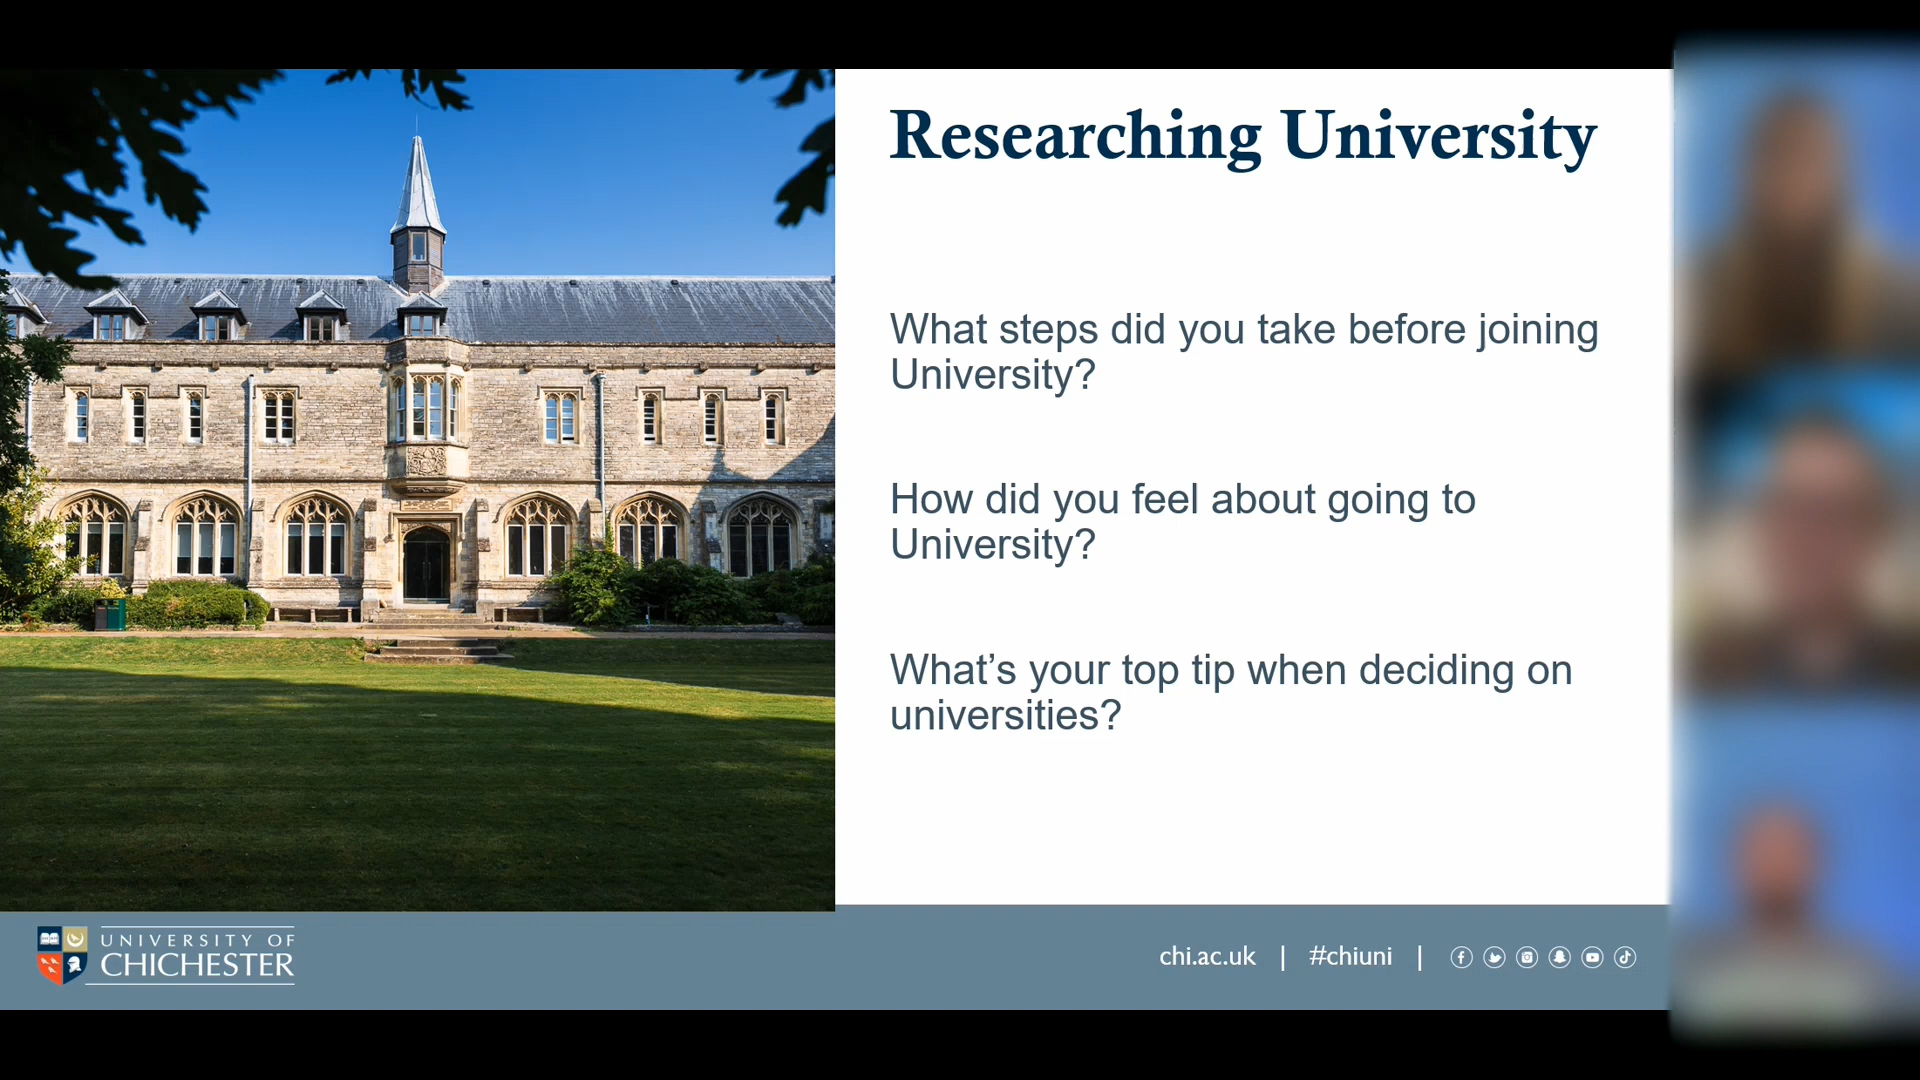 Researching University
What steps did you take before joining
University?
How did you feel about going to
University?
What’s your top tip when deciding on
universities?
UNIVERSITY OF
CHICHESTER
chi.ac.uk | #chiuni |